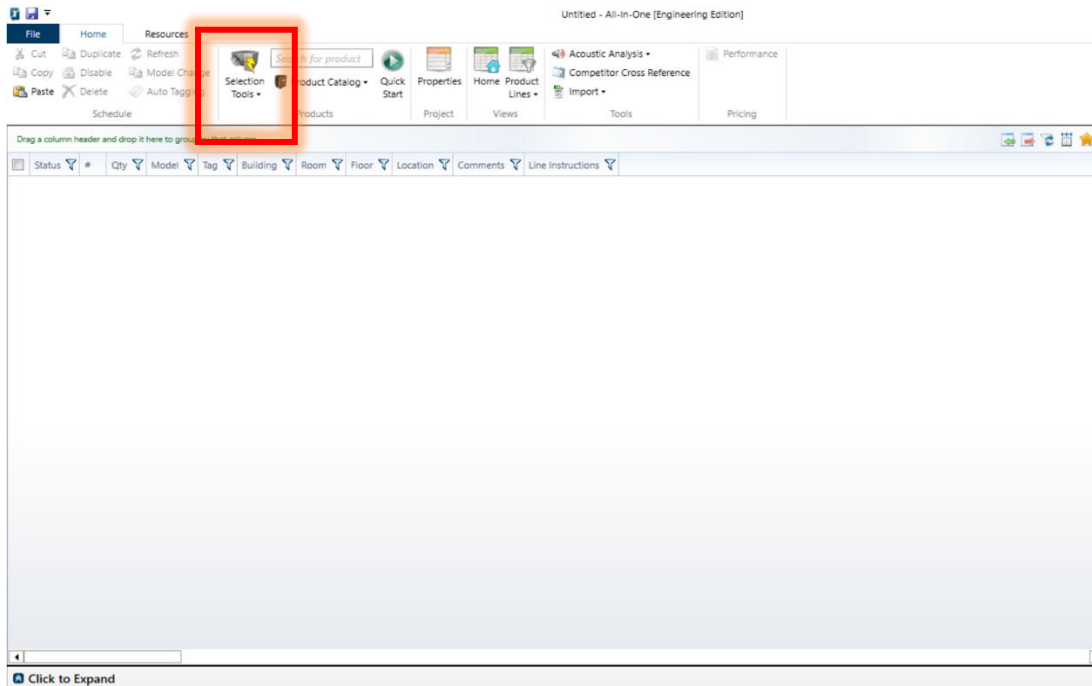 Untitled - All-In-One [Engineering Edition]
File Home Resources
Cut Duplicate Refresh
Copy Disable Model Change
Paste Delete Auto Tagging
Schedule
Selection
Tools
Search for product
Product Catalog
Quick
Start
Products
Properties
Project
Home Product
Lines
Views
Acoustic Analysis
Competitor Cross Reference
Import
Tools
Performance
Pricing
Drag a column header and drop it here to group by that column
Status # Qty Model Tag Building Room Floor Location Comments Line Instructions
Click to Expand